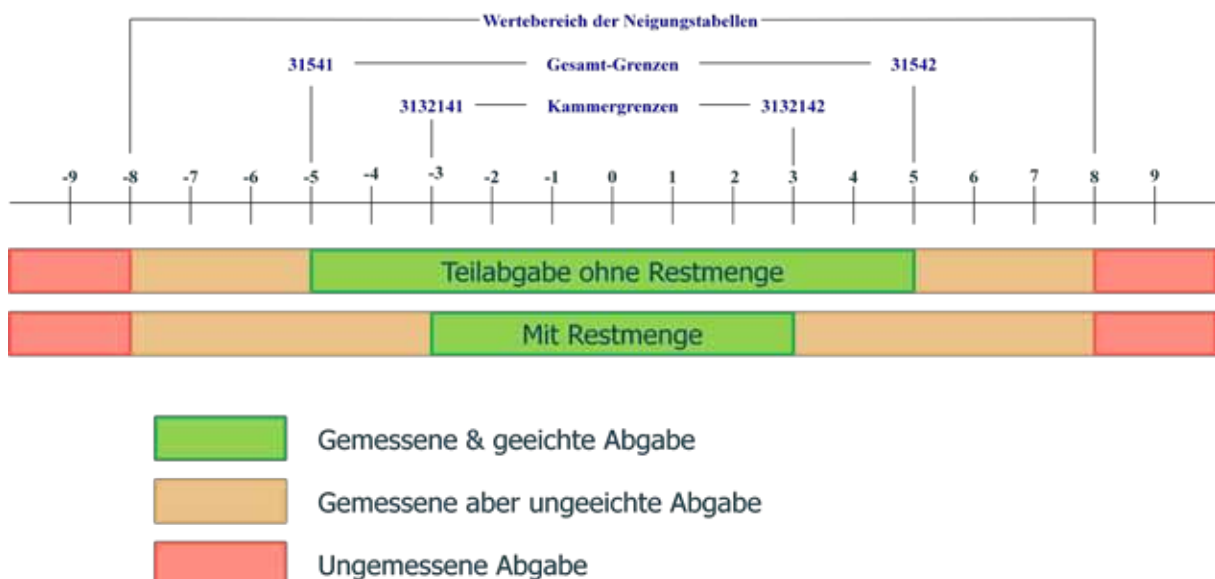 Wertebereich der Neigungstabellen
31541 Gesamt-Grenzen 31542
3132141 Kammergrenzen 3132142
-9 -8 -7 -6 -5 -4 -3 -2 -1 0 1 2 3 4 5 6 7 8 9
Teilabgabe ohne Restmenge
Mit Restmenge
Gemessene & geeichte Abgabe
Gemessene aber ungeeichte Abgabe
Ungemessene Abgabe